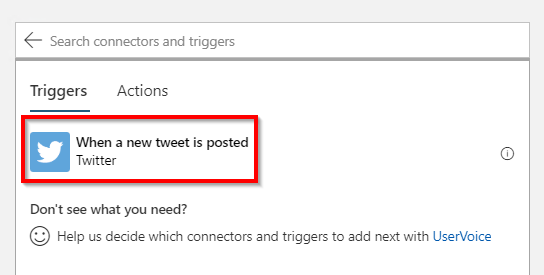 Search connectors and triggers
Triggers Actions
When a new tweet is posted
Twitter
Don't see what you need?
Help us decide which connectors and triggers to add next with UserVoice